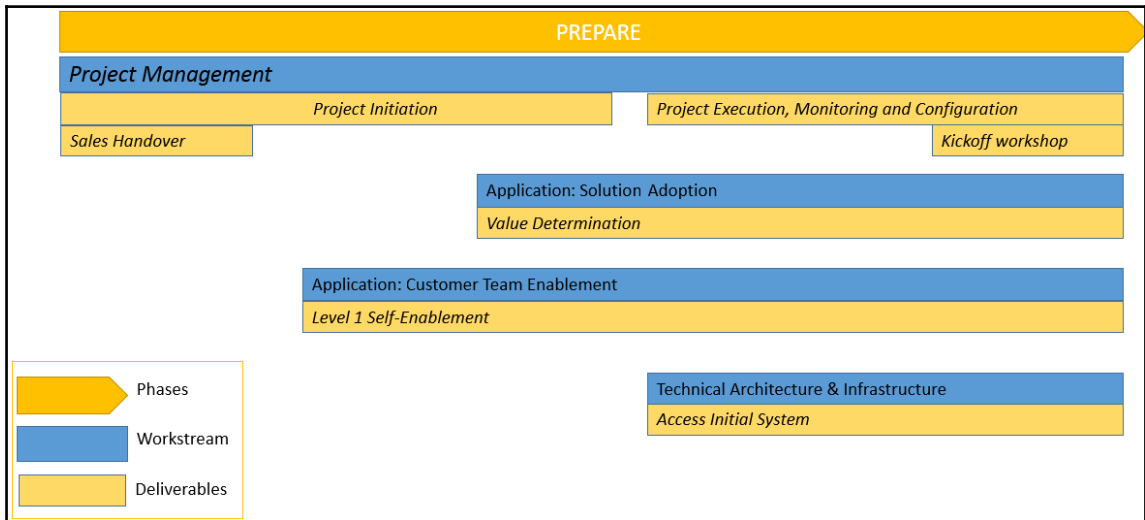 PREPARE
Project Management
Project Initiation
Project Execution, Monitoring and Configuration
Sales Handover
Kickoff workshop
Application: Solution Adoption
Value Determination
Application: Customer Team Enablement
Level 1 Self-Enablement
Phases
Technical Architecture & Infrastructure
Access Initial System
Workstream
Deliverables